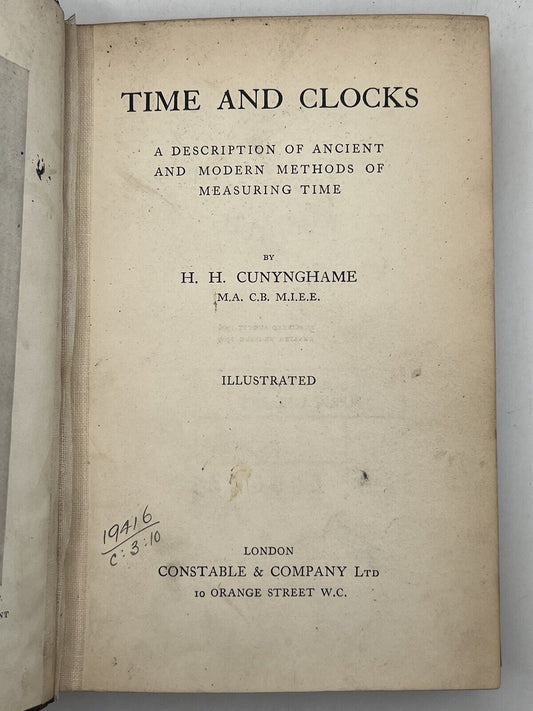 TIME AND CLOCKS
A DESCRIPTION OF ANCIENT
AND MODERN METHODS OF
MEASURING TIME
BY
H. H. CUNYNGHAME
M.A. C.B. M.I.E.E.
ILLUSTRATED
19416
C:3:10
LONDON
CONSTABLE & COMPANY LTD
10 ORANGE STREET W.C.